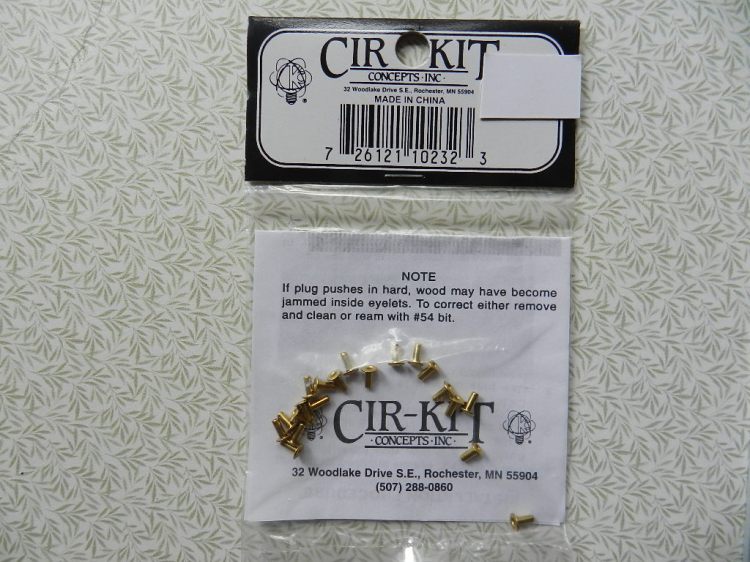 CIR-KIT
CONCEPTS · INC ·
32 Woodlake Drive S.E., Rochester, MN 55904
MADE IN CHINA
7 26121 10232 3
NOTE
If plug pushes in hard, wood may have become
jammed inside eyelets. To correct either remove
and clean or ream with #54 bit.
CIR-KIT
· CONCEPTS · INC ·
32 Woodlake Drive S.E., Rochester, MN 55904
(507) 288-0860